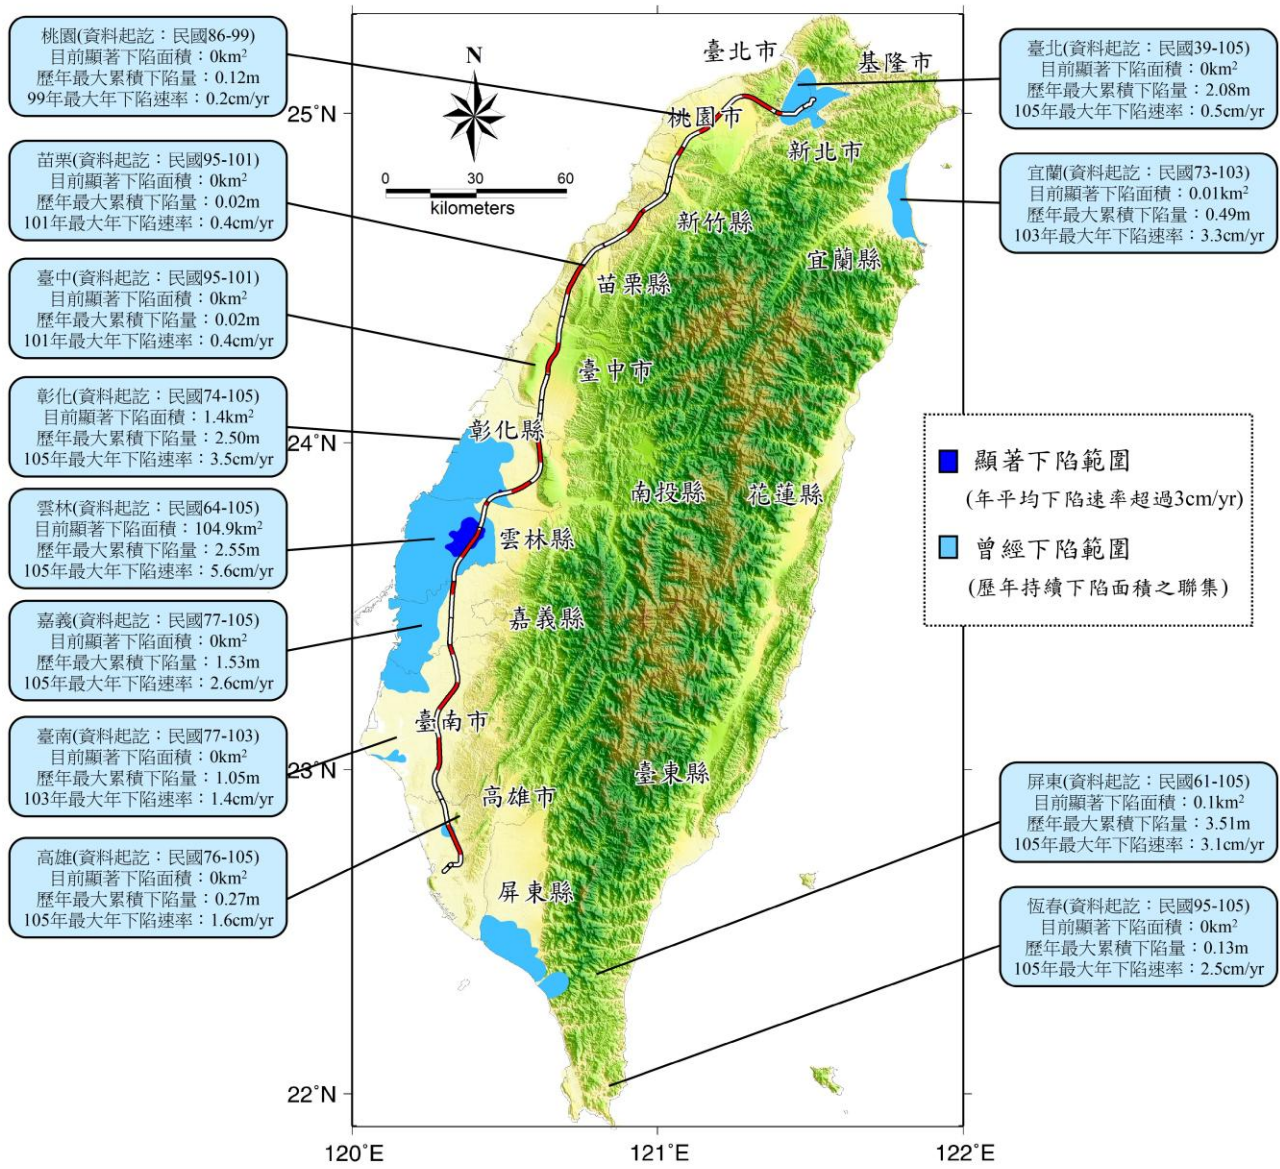 桃園(資料起訖：民國86-99)
目前顯著下陷面積：0km²
歷年最大累積下陷量：0.12m
99年最大年下陷速率：0.2cm/yr
苗栗(資料起訖：民國95-101)
目前顯著下陷面積：0km²
歷年最大累積下陷量：0.02m
101年最大年下陷速率：0.4cm/yr
臺中(資料起訖：民國95-101)
目前顯著下陷面積：0km²
歷年最大累積下陷量：0.02m
101年最大年下陷速率：0.4cm/yr
彰化(資料起訖：民國74-105)
目前顯著下陷面積：1.4km²
歷年最大累積下陷量：2.50m
105年最大年下陷速率：3.5cm/yr
雲林(資料起訖：民國64-105)
目前顯著下陷面積：104.9km²
歷年最大累積下陷量：2.55m
105年最大年下陷速率：5.6cm/yr
嘉義(資料起訖：民國77-105)
目前顯著下陷面積：0km²
歷年最大累積下陷量：1.53m
105年最大年下陷速率：2.6cm/yr
臺南(資料起訖：民國77-103)
目前顯著下陷面積：0km²
歷年最大累積下陷量：1.05m
103年最大年下陷速率：1.4cm/yr
高雄(資料起訖：民國76-105)
目前顯著下陷面積：0km²
歷年最大累積下陷量：0.27m
105年最大年下陷速率：1.6cm/yr
N
0 30 60
kilometers
25°N
24°N
23°N
22°N
120°E
121°E
122°E
臺北市
基隆市
桃園市
新北市
新竹縣
宜蘭縣
苗栗縣
臺中市
彰化縣
南投縣
花蓮縣
雲林縣
嘉義縣
臺南市
臺東縣
高雄市
屏東縣
臺北(資料起訖：民國39-105)
目前顯著下陷面積：0km²
歷年最大累積下陷量：2.08m
105年最大年下陷速率：0.5cm/yr
宜蘭(資料起訖：民國73-103)
目前顯著下陷面積：0.01km²
歷年最大累積下陷量：0.49m
103年最大年下陷速率：3.3cm/yr
顯著下陷範圍
(年平均下陷速率超過3cm/yr)
曾經下陷範圍
(歷年持續下陷面積之聯集)
屏東(資料起訖：民國61-105)
目前顯著下陷面積：0.1km²
歷年最大累積下陷量：3.51m
105年最大年下陷速率：3.1cm/yr
恆春(資料起訖：民國95-105)
目前顯著下陷面積：0km²
歷年最大累積下陷量：0.13m
105年最大年下陷速率：2.5cm/yr